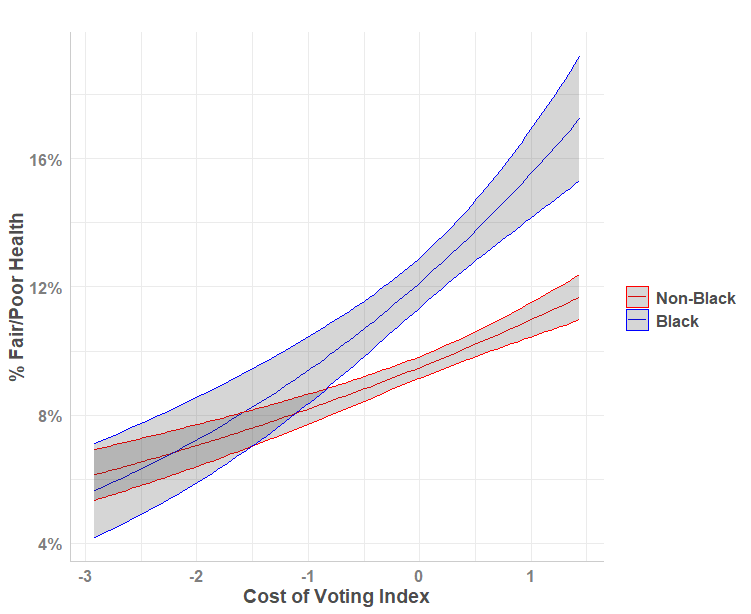 % Fair/Poor Health
16%
12%
8%
4%
-3 -2 -1 0 1
Cost of Voting Index
Non-Black
Black